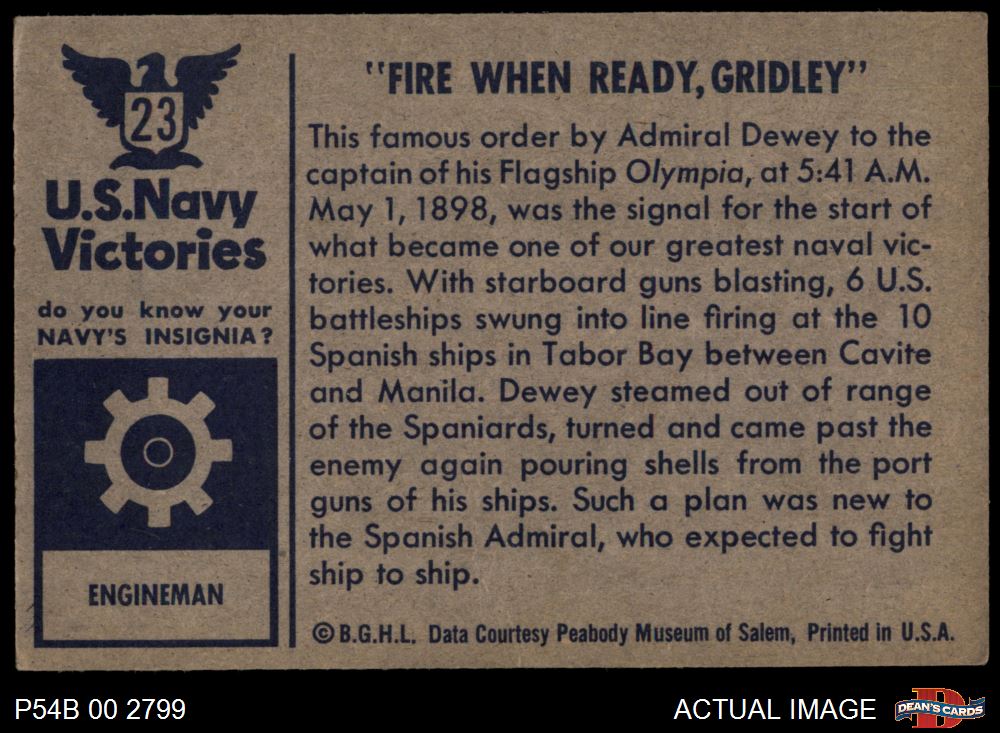 23
U.S.Navy
Victories
do you know your
NAVY'S INSIGNIA?
ENGINEMAN
"FIRE WHEN READY, GRIDLEY"
This famous order by Admiral Dewey to the
captain of his Flagship Olympia, at 5:41 A.M.
May 1, 1898, was the signal for the start of
what became one of our greatest naval vic-
tories. With starboard guns blasting, 6 U.S.
battleships swung into line firing at the 10
Spanish ships in Tabor Bay between Cavite
and Manila. Dewey steamed out of range
of the Spaniards, turned and came past the
enemy again pouring shells from the port
guns of his ships. Such a plan was new to
the Spanish Admiral, who expected to fight
ship to ship.
© B.G.H.L. Data Courtesy Peabody Museum of Salem, Printed in U.S.A.
P54B 00 2799
ACTUAL IMAGE
D
DEAN'S CARDS